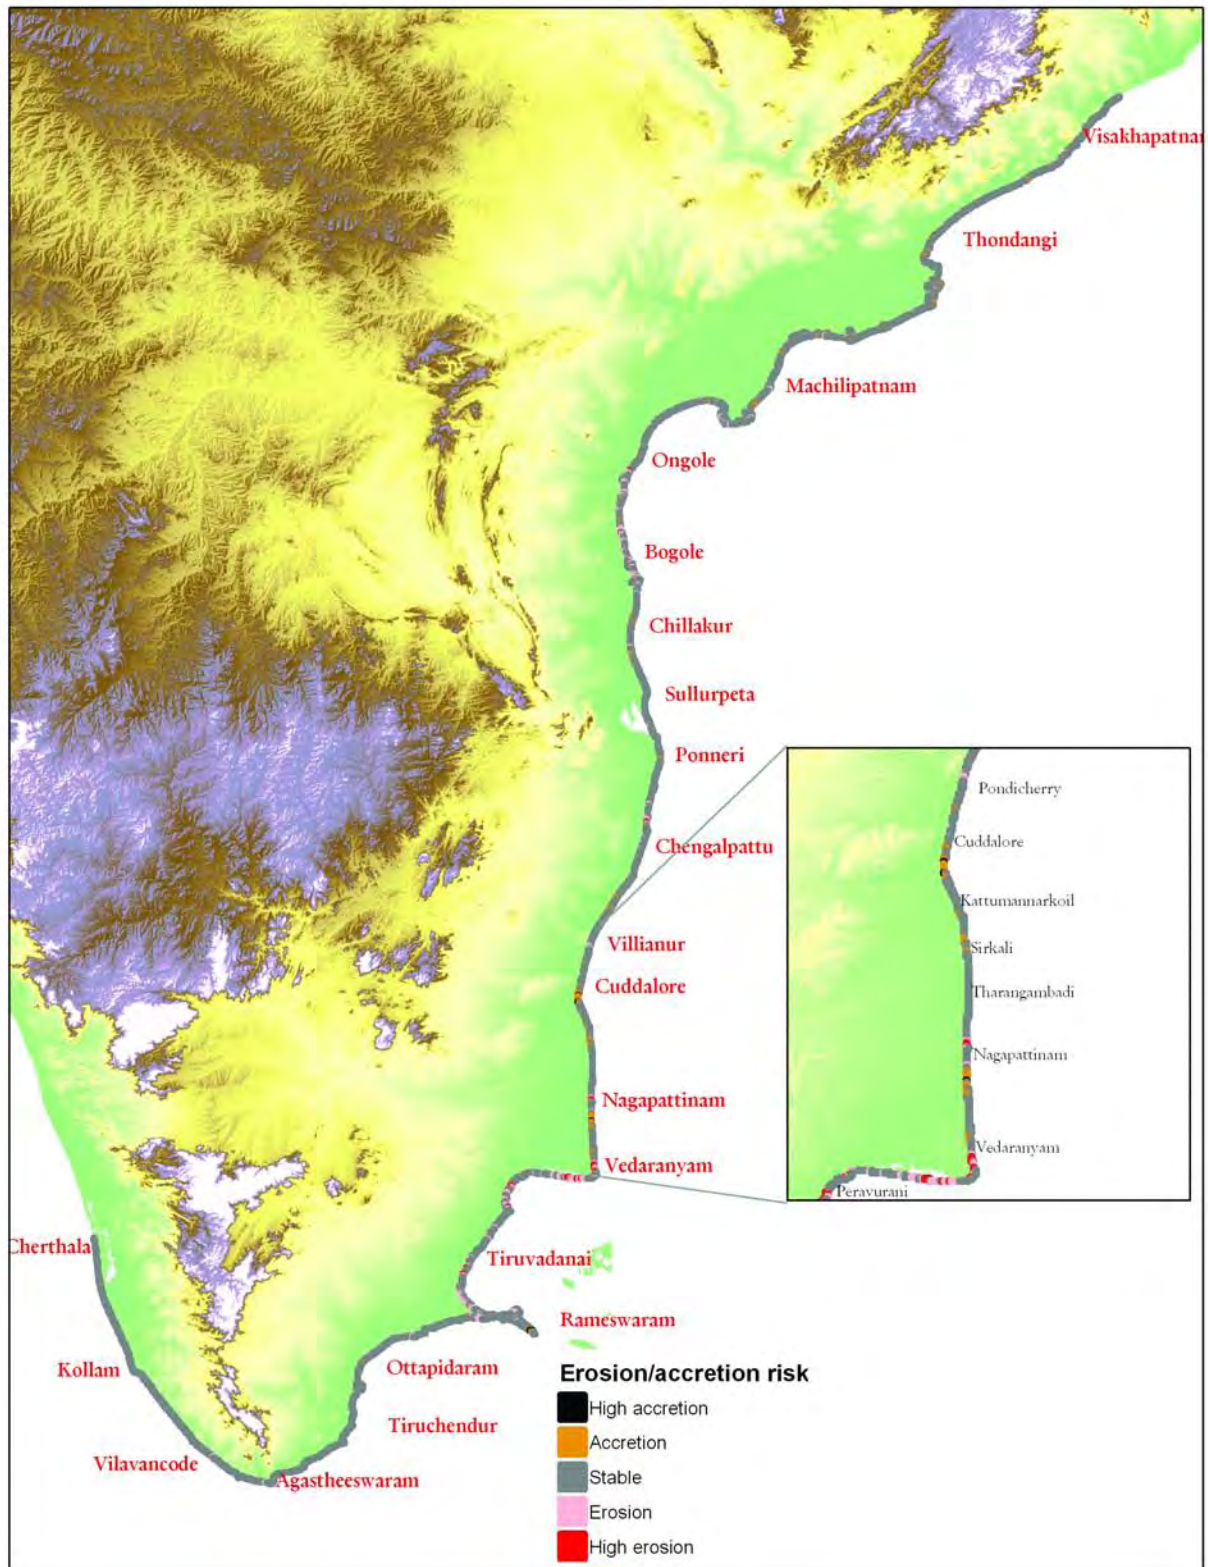 Visakhapatnam
Thondangi
Machilipatnam
Ongole
Bogole
Chillakur
Sullurpeta
Ponneri
Chengalpattu
Villianur
Cuddalore
Nagapattinam
Vedaranyam
Pondicherry
Cuddalore
Kattumannarkoil
Sirkali
Tharangambadi
Nagapattinam
Vedaranyam
Peravurani
Cherthala
Tiruvadanai
Rameswaram
Kollam
Ottapidaram
Tiruchendur
Vilavancode
Agastheeswaram
Erosion/accretion risk
High accretion
Accretion
Stable
Erosion
High erosion